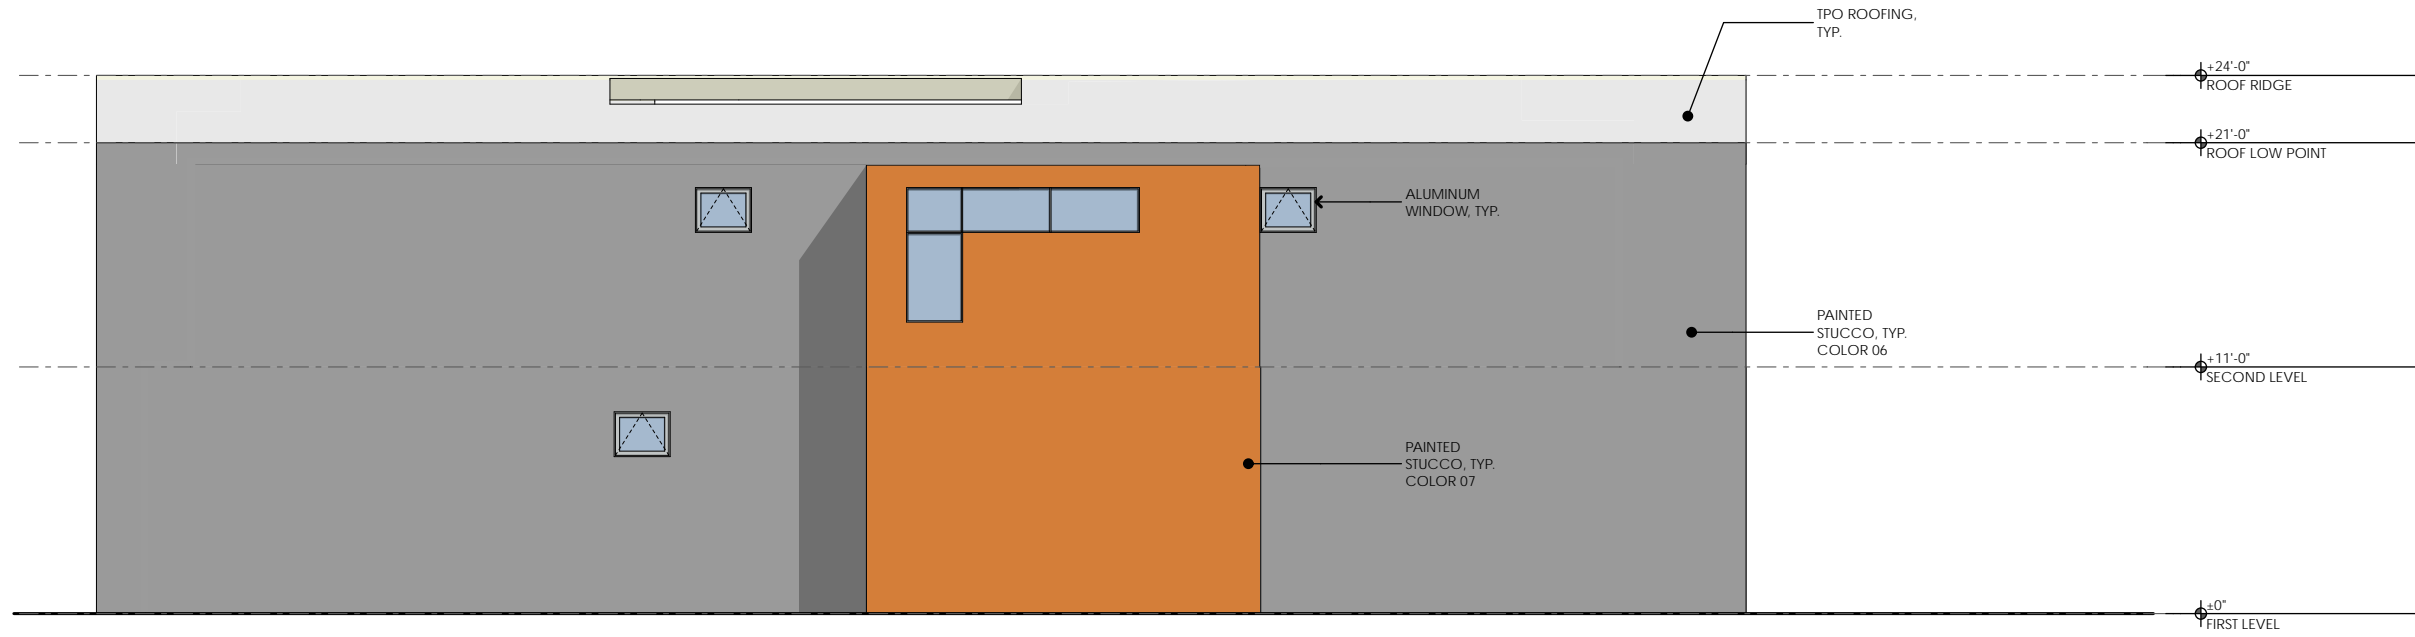 TPO ROOFING,
TYP.
+24'-0"
ROOF RIDGE
+21'-0"
ROOF LOW POINT
ALUMINUM
WINDOW, TYP.
PAINTED
STUCCO, TYP.
COLOR 06
+11'-0"
SECOND LEVEL
PAINTED
STUCCO, TYP.
COLOR 07
±0"
FIRST LEVEL